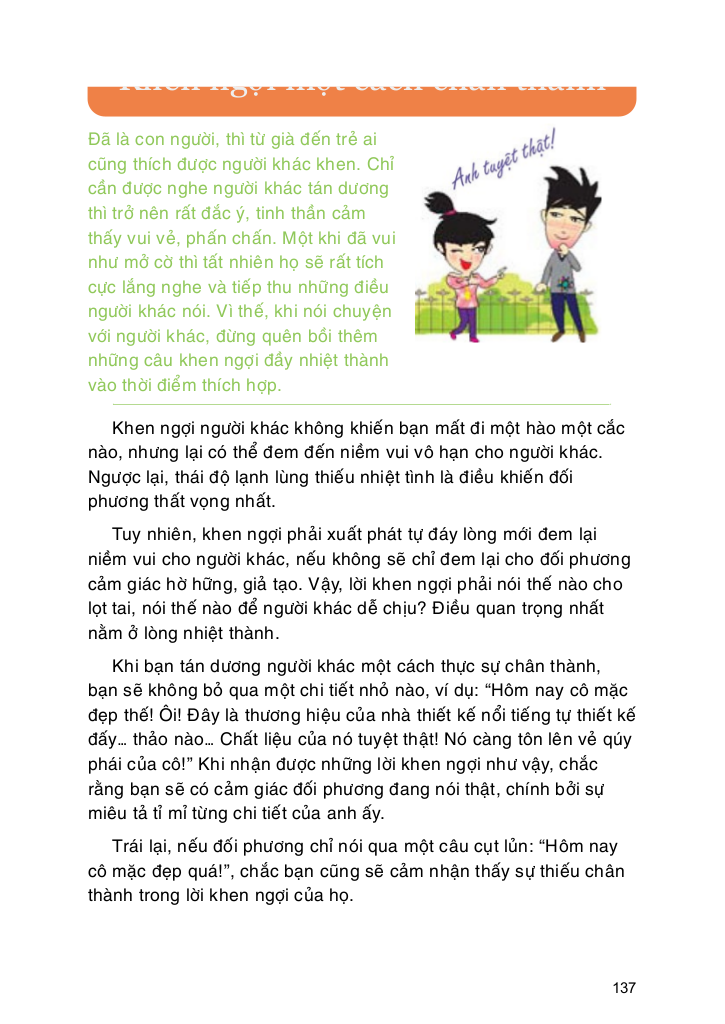 Khen ngợi một cách chân thành
Đã là con người, thì từ già đến trẻ ai
cũng thích được người khác khen. Chỉ
cần được nghe người khác tán dương
thì trở nên rất đắc ý, tinh thần cảm
thấy vui vẻ, phấn chấn. Một khi đã vui
như mở cờ thì tất nhiên họ sẽ rất tích
cực lắng nghe và tiếp thu những điều
người khác nói. Vì thế, khi nói chuyện
với người khác, đừng quên bồi thêm
những câu khen ngợi đầy nhiệt thành
vào thời điểm thích hợp.
Anh tuyệt thật!
Khen ngợi người khác không khiến bạn mất đi một hào một cắc
nào, nhưng lại có thể đem đến niềm vui vô hạn cho người khác.
Ngược lại, thái độ lạnh lùng thiếu nhiệt tình là điều khiến đối
phương thất vọng nhất.
Tuy nhiên, khen ngợi phải xuất phát tự đáy lòng mới đem lại
niềm vui cho người khác, nếu không sẽ chỉ đem lại cho đối phương
cảm giác hờ hững, giả tạo. Vậy, lời khen ngợi phải nói thế nào cho
lọt tai, nói thế nào để người khác dễ chịu? Điều quan trọng nhất
nằm ở lòng nhiệt thành.
Khi bạn tán dương người khác một cách thực sự chân thành,
bạn sẽ không bỏ qua một chi tiết nhỏ nào, ví dụ: “Hôm nay cô mặc
đẹp thế! Ôi! Đây là thương hiệu của nhà thiết kế nổi tiếng tự thiết kế
đấy… thảo nào… Chất liệu của nó tuyệt thật! Nó càng tôn lên vẻ qúy
phái của cô!” Khi nhận được những lời khen ngợi như vậy, chắc
rằng bạn sẽ có cảm giác đối phương đang nói thật, chính bởi sự
miêu tả tỉ mỉ từng chi tiết của anh ấy.
Trái lại, nếu đối phương chỉ nói qua một câu cụt lủn: “Hôm nay
cô mặc đẹp quá!”, chắc bạn cũng sẽ cảm nhận thấy sự thiếu chân
thành trong lời khen ngợi của họ.
137